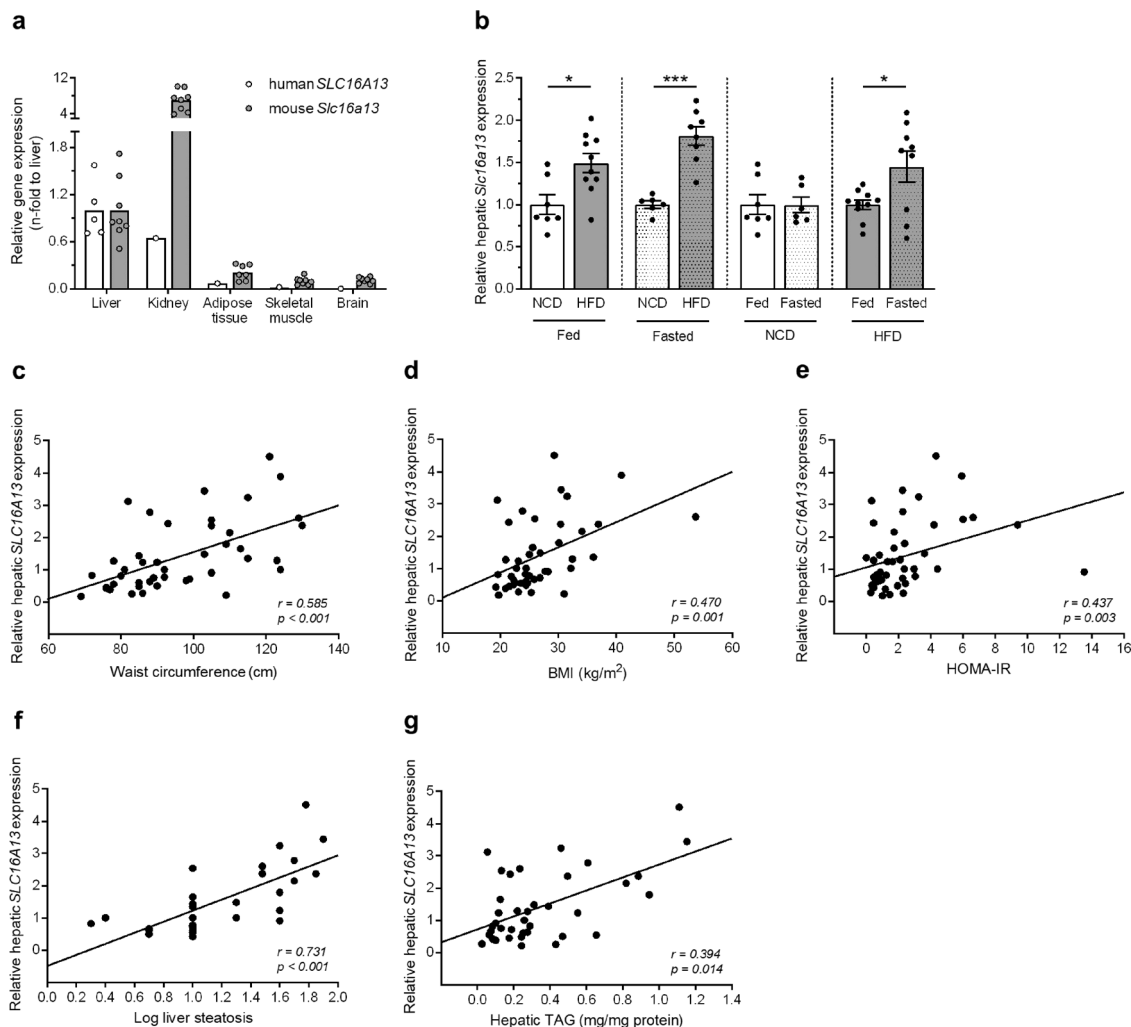 a
Relative gene expression
(n-fold to liver)
12
4
1.8
1.2
0.6
0.0
human SLC16A13
mouse Slc16a13
Liver
Kidney
Adipose
tissue
Skeletal
muscle
Brain
b
Relative hepatic Slc16a13 expression
2.5
2.0
1.5
1.0
0.5
0.0
*
***
*
NCD HFD NCD HFD Fed Fasted Fed Fasted
Fed Fasted NCD HFD
c
Relative hepatic SLC16A13 expression
5
4
3
2
1
0
60 80 100 120 140
Waist circumference (cm)
r = 0.585
p < 0.001
d
Relative hepatic SLC16A13 expression
5
4
3
2
1
0
10 20 30 40 50 60
BMI (kg/m²)
r = 0.470
p = 0.001
e
Relative hepatic SLC16A13 expression
5
4
3
2
1
0
-2 0 2 4 6 8 10 12 14 16
HOMA-IR
r = 0.437
p = 0.003
f
Relative hepatic SLC16A13 expression
5
4
3
2
1
0
0.0 0.2 0.4 0.6 0.8 1.0 1.2 1.4 1.6 1.8 2.0
Log liver steatosis
r = 0.731
p < 0.001
g
Relative hepatic SLC16A13 expression
5
4
3
2
1
0
0.0 0.2 0.4 0.6 0.8 1.0 1.2 1.4
Hepatic TAG (mg/mg protein)
r = 0.394
p = 0.014